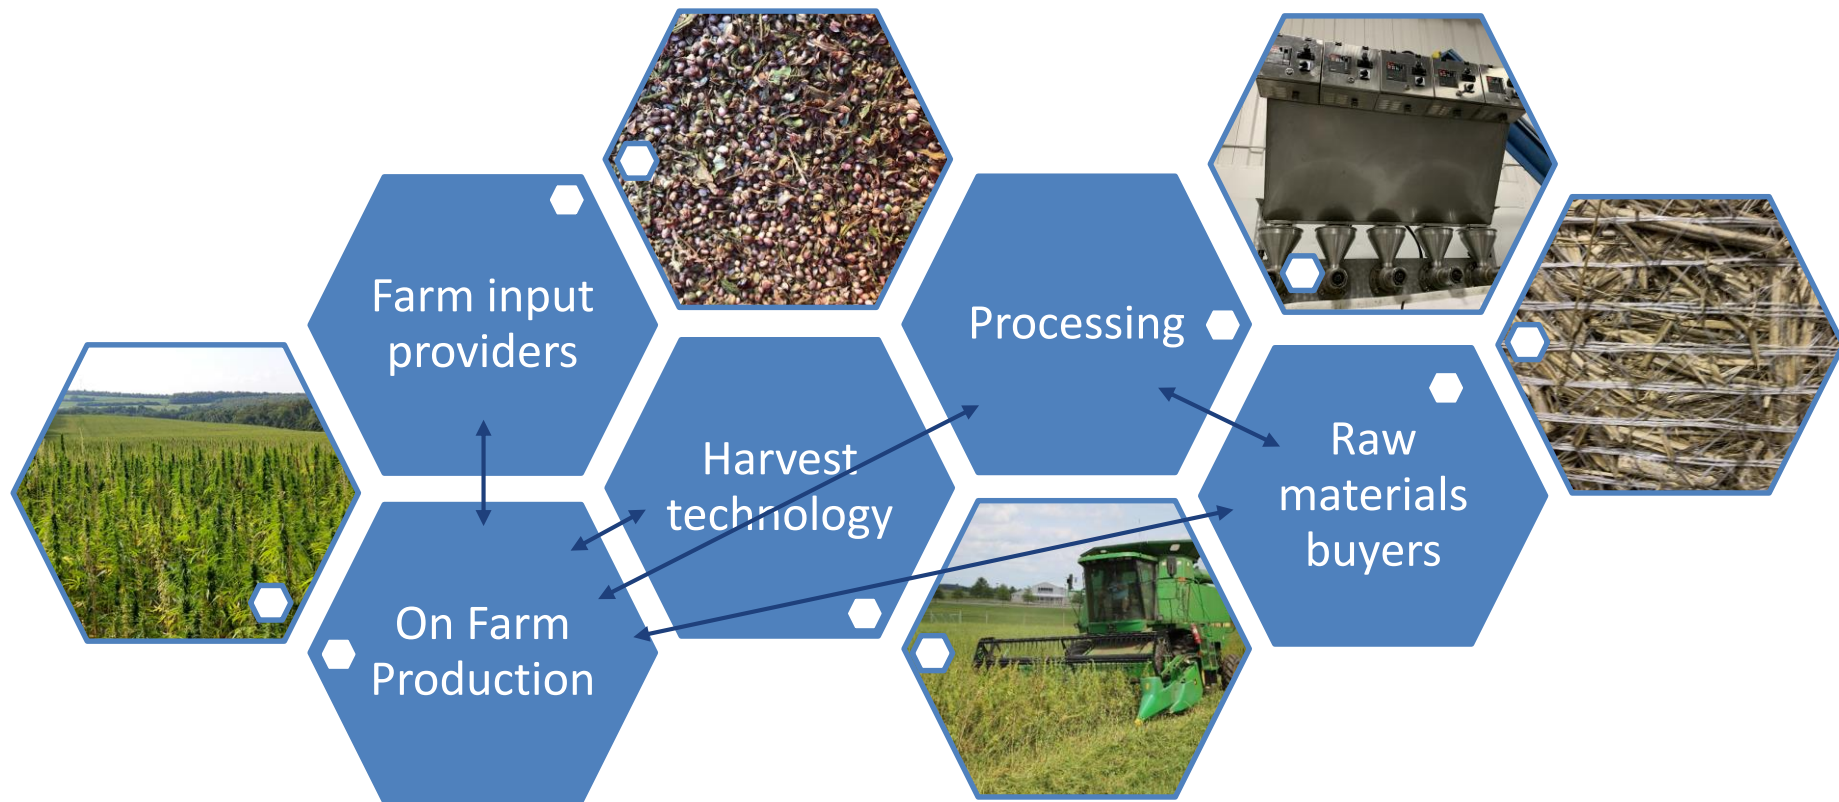 Farm input
providers
Harvest
technology
On Farm
Production
Processing
Raw
materials
buyers